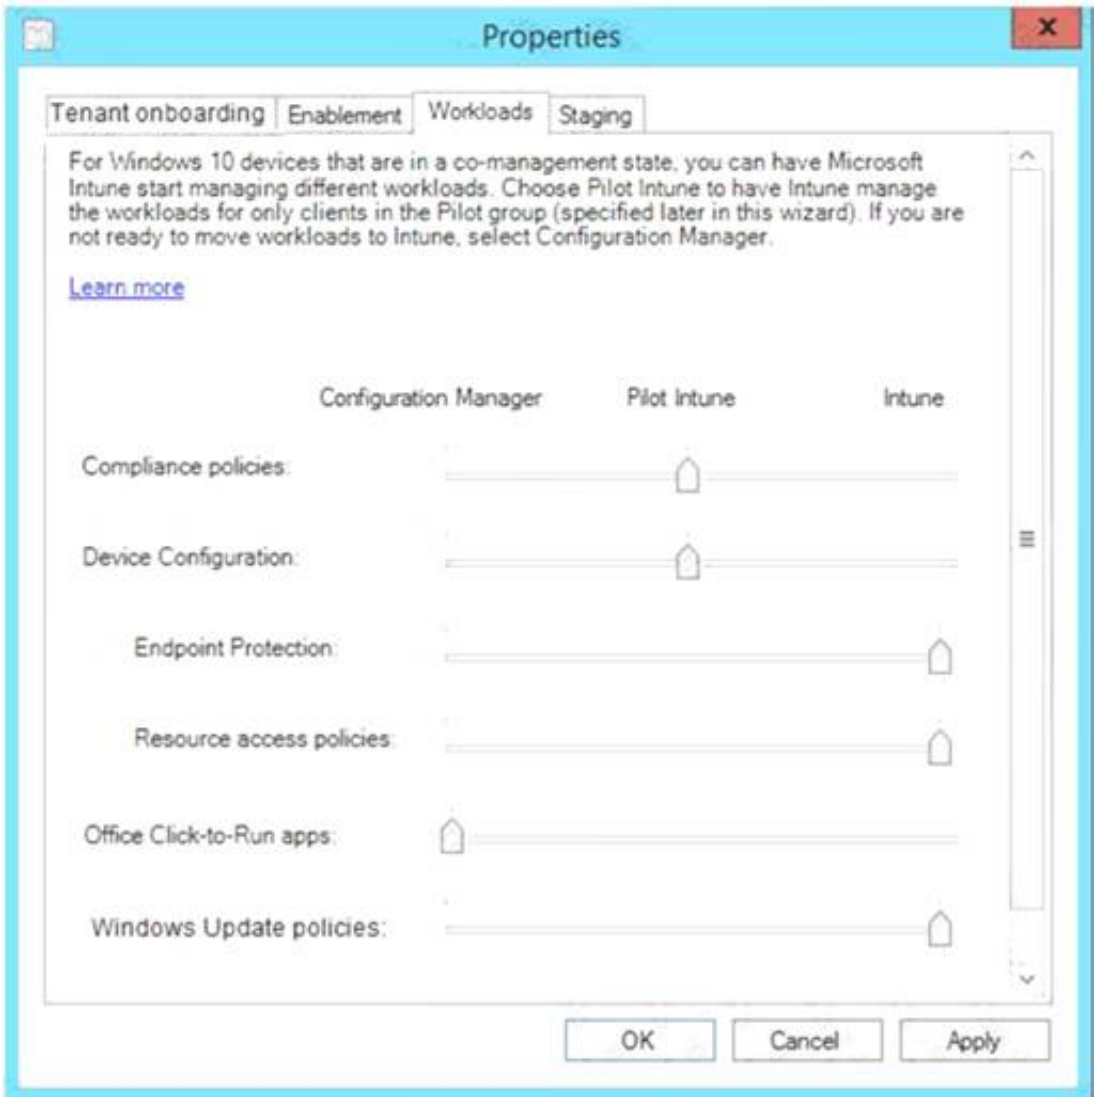 Properties
x
Tenant onboarding Enablement Workloads Staging
For Windows 10 devices that are in a co-management state, you can have Microsoft
Intune start managing different workloads. Choose Pilot Intune to have Intune manage
the workloads for only clients in the Pilot group (specified later in this wizard). If you are
not ready to move workloads to Intune, select Configuration Manager.
Learn more
Configuration Manager Pilot Intune Intune
Compliance policies:
Device Configuration:
Endpoint Protection:
Resource access policies:
Office Click-to-Run apps:
Windows Update policies:
OK Cancel Apply